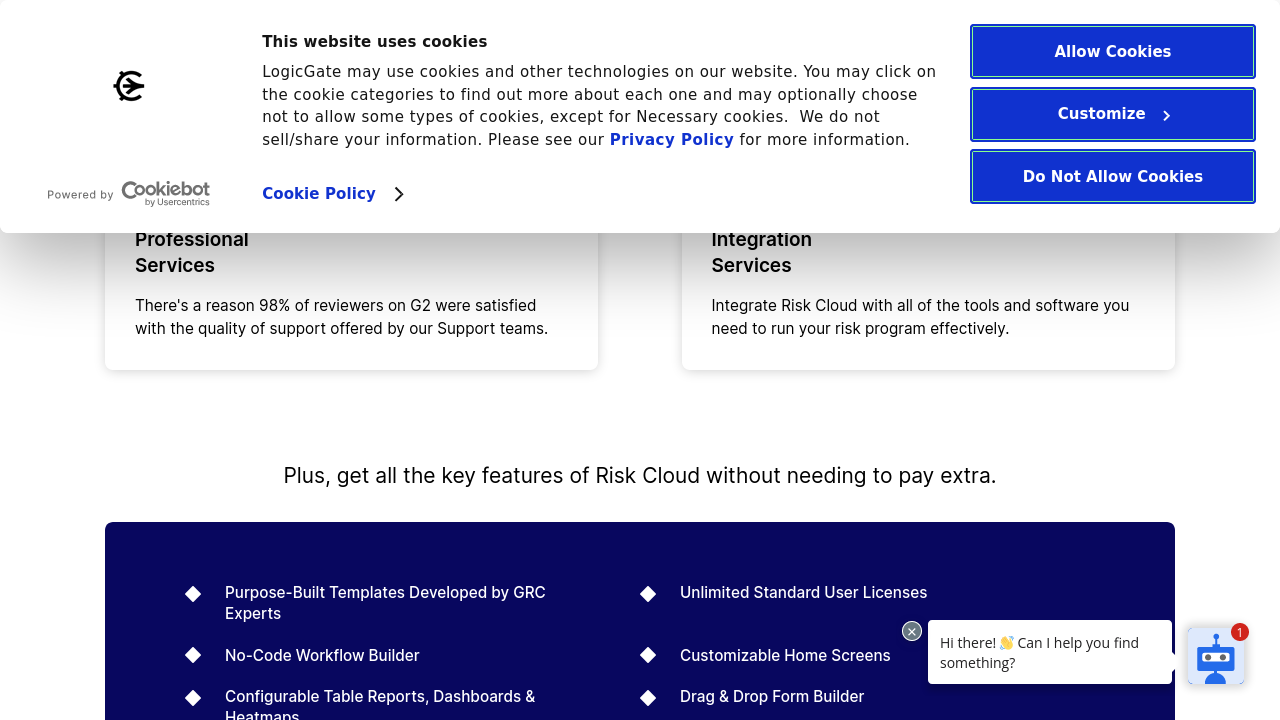 This website uses cookies
LogicGate may use cookies and other technologies on our website. You may click on
the cookie categories to find out more about each one and may optionally choose
not to allow some types of cookies, except for Necessary cookies.  We do not
sell/share your information. Please see our Privacy Policy for more information.
Cookie Policy
Powered by Cookiebot
by Usercentrics
Allow Cookies
Customize
Do Not Allow Cookies
Professional
Services
There's a reason 98% of reviewers on G2 were satisfied
with the quality of support offered by our Support teams.
Integration
Services
Integrate Risk Cloud with all of the tools and software you
need to run your risk program effectively.
Plus, get all the key features of Risk Cloud without needing to pay extra.
Purpose-Built Templates Developed by GRC
Experts
Unlimited Standard User Licenses
No-Code Workflow Builder
Customizable Home Screens
Configurable Table Reports, Dashboards &
Heatmaps
Drag & Drop Form Builder
Hi there! 👋 Can I help you find
something?
1